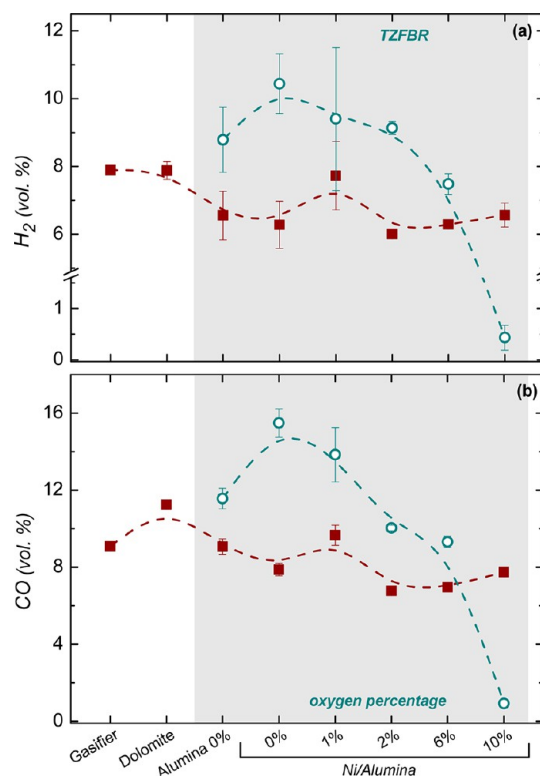 12
TZFBR
(a)
10
8
6
1
0
H2 (vol. %)
16
(b)
12
8
4
0
CO (vol. %)
oxygen percentage
Gasifier
Dolomite
Alumina 0%
0%
1%
2%
6%
10%
Ni/Alumina